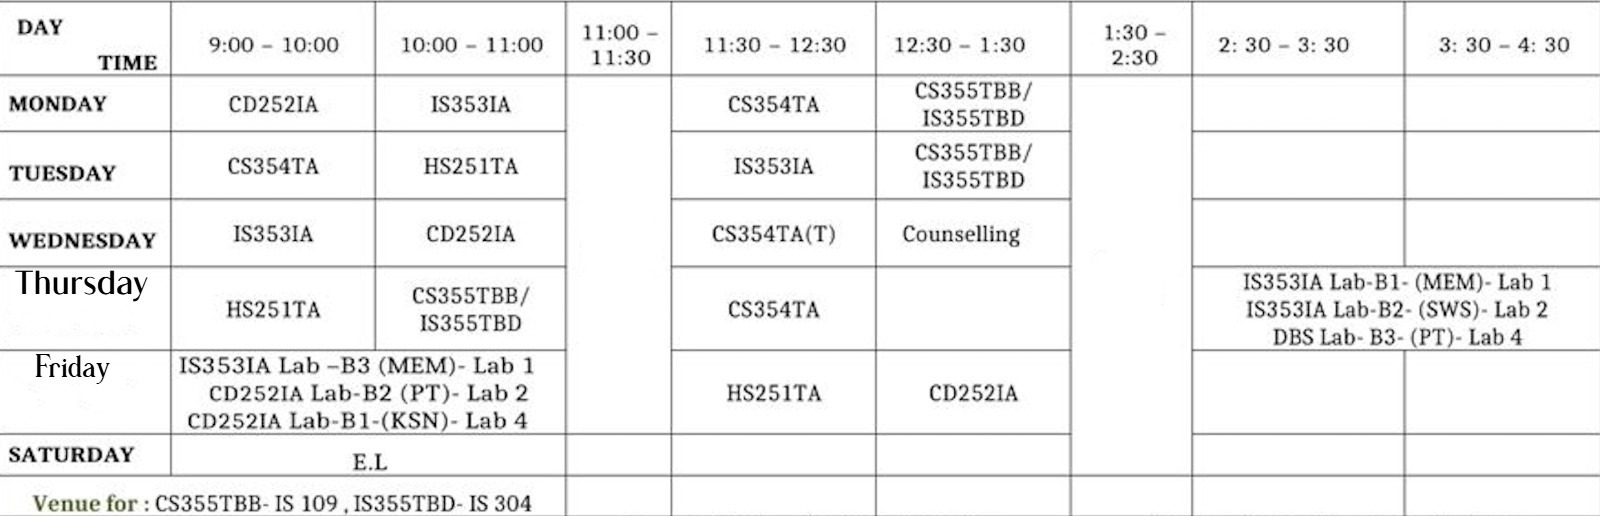 DAY
TIME
9:00 – 10:00
10:00 – 11:00
11:00 –
11:30
11:30 – 12:30
12:30 – 1:30
1:30 –
2:30
2: 30 – 3: 30
3: 30 – 4: 30
MONDAY
CD252IA
IS353IA
CS354TA
CS355TBB/
IS355TBD
TUESDAY
CS354TA
HS251TA
IS353IA
CS355TBB/
IS355TBD
WEDNESDAY
IS353IA
CD252IA
CS354TA(T)
Counselling
Thursday
HS251TA
CS355TBB/
IS355TBD
CS354TA
IS353IA Lab-B1- (MEM)- Lab 1
IS353IA Lab-B2- (SWS)- Lab 2
DBS Lab- B3- (PT)- Lab 4
Friday
IS353IA Lab –B3 (MEM)- Lab 1
CD252IA Lab-B2 (PT)- Lab 2
CD252IA Lab-B1-(KSN)- Lab 4
HS251TA
CD252IA
SATURDAY
E.L
Venue for : CS355TBB- IS 109 , IS355TBD- IS 304